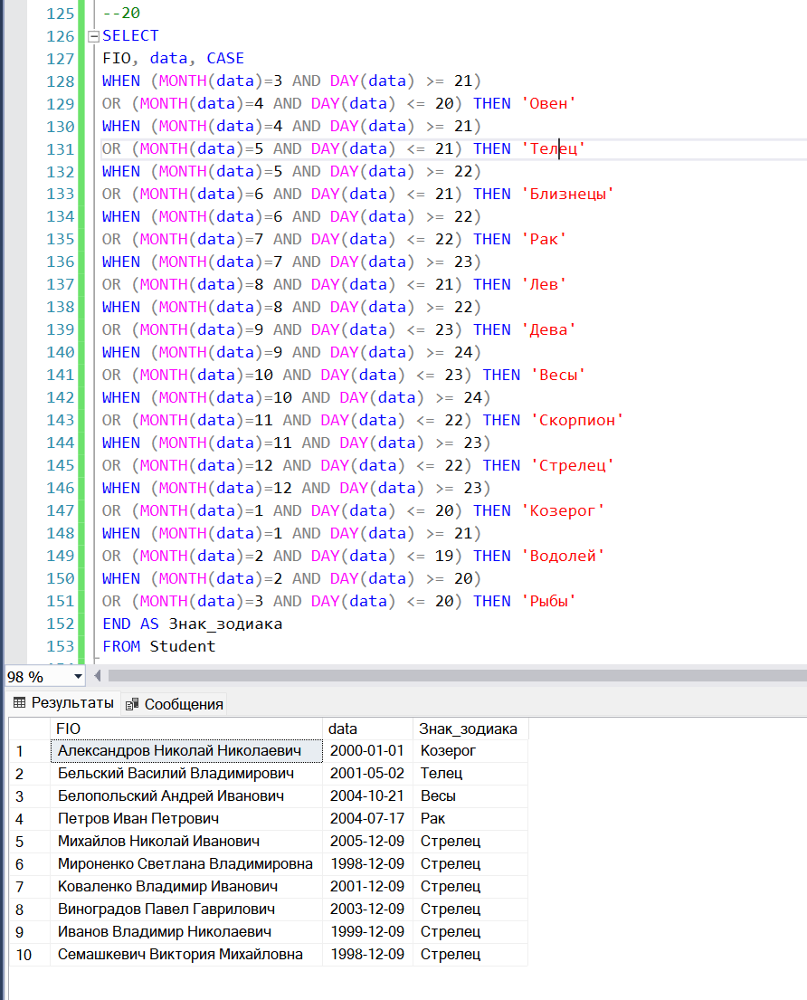 125 --20
126 SELECT
127 FIO, data, CASE
128 WHEN (MONTH(data)=3 AND DAY(data) >= 21)
129 OR (MONTH(data)=4 AND DAY(data) <= 20) THEN 'Овен'
130 WHEN (MONTH(data)=4 AND DAY(data) >= 21)
131 OR (MONTH(data)=5 AND DAY(data) <= 21) THEN 'Телец'
132 WHEN (MONTH(data)=5 AND DAY(data) >= 22)
133 OR (MONTH(data)=6 AND DAY(data) <= 21) THEN 'Близнецы'
134 WHEN (MONTH(data)=6 AND DAY(data) >= 22)
135 OR (MONTH(data)=7 AND DAY(data) <= 22) THEN 'Рак'
136 WHEN (MONTH(data)=7 AND DAY(data) >= 23)
137 OR (MONTH(data)=8 AND DAY(data) <= 21) THEN 'Лев'
138 WHEN (MONTH(data)=8 AND DAY(data) >= 22)
139 OR (MONTH(data)=9 AND DAY(data) <= 23) THEN 'Дева'
140 WHEN (MONTH(data)=9 AND DAY(data) >= 24)
141 OR (MONTH(data)=10 AND DAY(data) <= 23) THEN 'Весы'
142 WHEN (MONTH(data)=10 AND DAY(data) >= 24)
143 OR (MONTH(data)=11 AND DAY(data) <= 22) THEN 'Скорпион'
144 WHEN (MONTH(data)=11 AND DAY(data) >= 23)
145 OR (MONTH(data)=12 AND DAY(data) <= 22) THEN 'Стрелец'
146 WHEN (MONTH(data)=12 AND DAY(data) >= 23)
147 OR (MONTH(data)=1 AND DAY(data) <= 20) THEN 'Козерог'
148 WHEN (MONTH(data)=1 AND DAY(data) >= 21)
149 OR (MONTH(data)=2 AND DAY(data) <= 19) THEN 'Водолей'
150 WHEN (MONTH(data)=2 AND DAY(data) >= 20)
151 OR (MONTH(data)=3 AND DAY(data) <= 20) THEN 'Рыбы'
152 END AS Знак_зодиака
153 FROM Student
98 %
Результаты Сообщения
FIO data Знак_зодиака
1 Александров Николай Николаевич 2000-01-01 Козерог
2 Бельский Василий Владимирович 2001-05-02 Телец
3 Белопольский Андрей Иванович 2004-10-21 Весы
4 Петров Иван Петрович 2004-07-17 Рак
5 Михайлов Николай Иванович 2005-12-09 Стрелец
6 Мироненко Светлана Владимировна 1998-12-09 Стрелец
7 Коваленко Владимир Иванович 2001-12-09 Стрелец
8 Виноградов Павел Гаврилович 2003-12-09 Стрелец
9 Иванов Владимир Николаевич 1999-12-09 Стрелец
10 Семашкевич Виктория Михайловна 1998-12-09 Стрелец